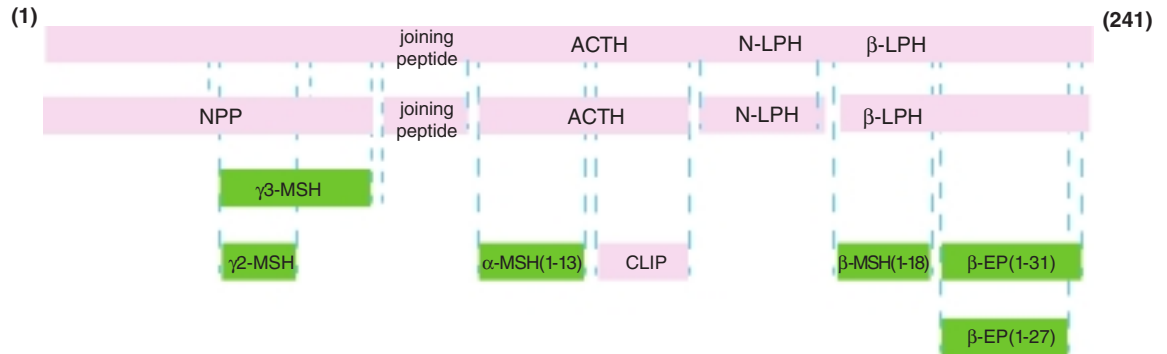 (1)
(241)
joining
peptide
ACTH
N-LPH
β-LPH
NPP
joining
peptide
ACTH
N-LPH
β-LPH
γ3-MSH
γ2-MSH
α-MSH(1-13)
CLIP
β-MSH(1-18)
β-EP(1-31)
β-EP(1-27)